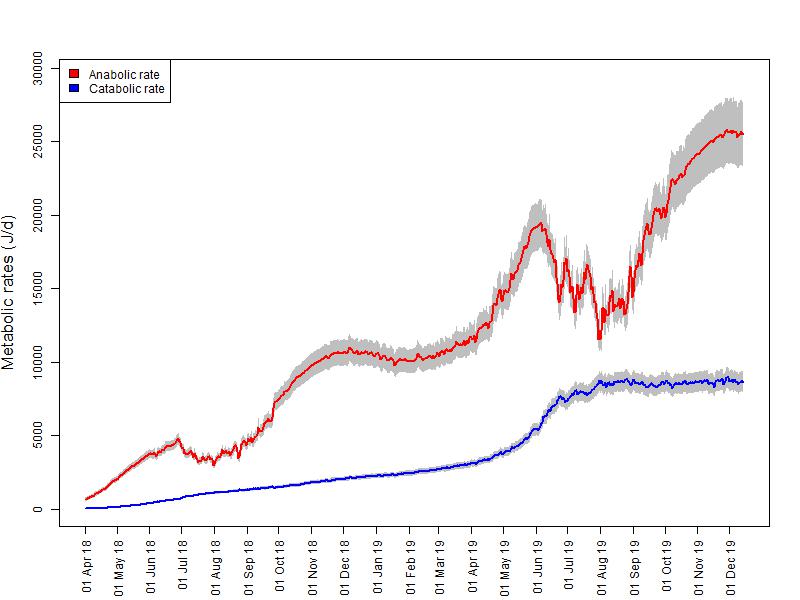 Anabolic rate
Catabolic rate
Metabolic rates (J/d)
30000
25000
20000
15000
10000
5000
0
01 Apr 18
01 May 18
01 Jun 18
01 Jul 18
01 Aug 18
01 Sep 18
01 Oct 18
01 Nov 18
01 Dec 18
01 Jan 19
01 Feb 19
01 Mar 19
01 Apr 19
01 May 19
01 Jun 19
01 Jul 19
01 Aug 19
01 Sep 19
01 Oct 19
01 Nov 19
01 Dec 19